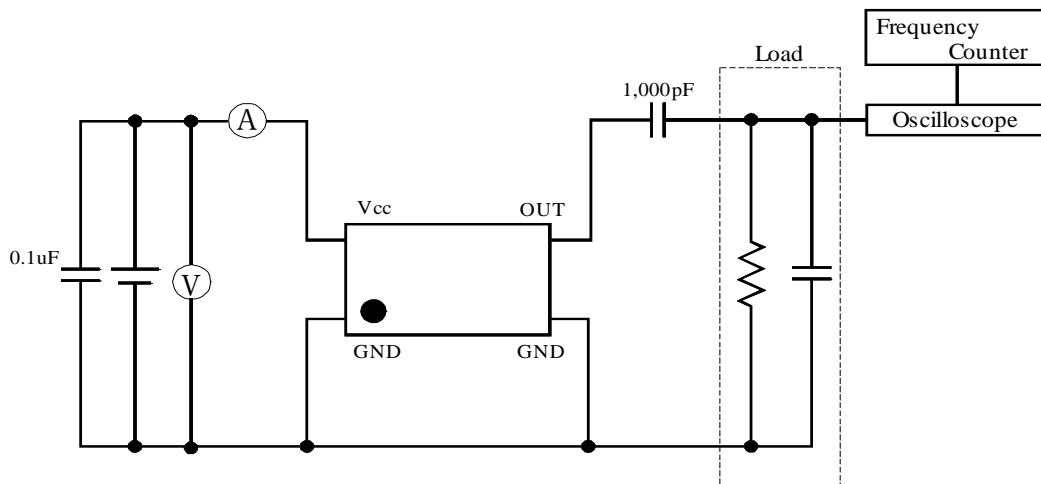 Frequency
Counter
Load
1,000pF
A
Oscilloscope
Vcc
OUT
0.1uF
V
GND
GND